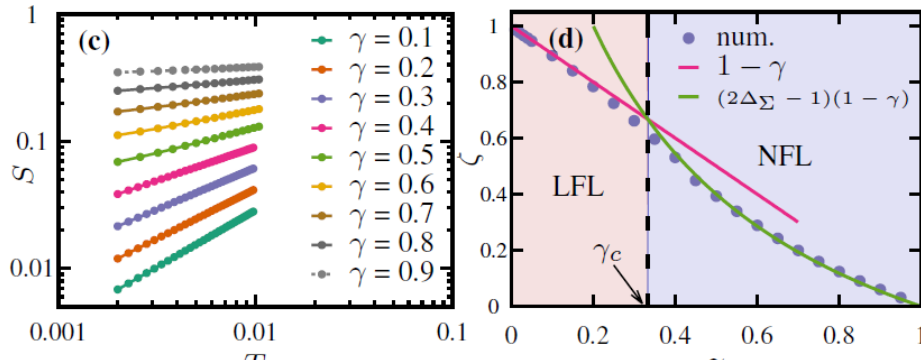 (c)
S
1
0.1
0.01
0.001
0.01
0.1
γ = 0.1
γ = 0.2
γ = 0.3
γ = 0.4
γ = 0.5
γ = 0.6
γ = 0.7
γ = 0.8
γ = 0.9
(d)
ζ
1
0.8
0.6
0.4
0.2
0
0
0.2
0.4
0.6
0.8
1
num.
1 − γ
(2Δ_Σ − 1)(1 − γ)
LFL
NFL
γ_c